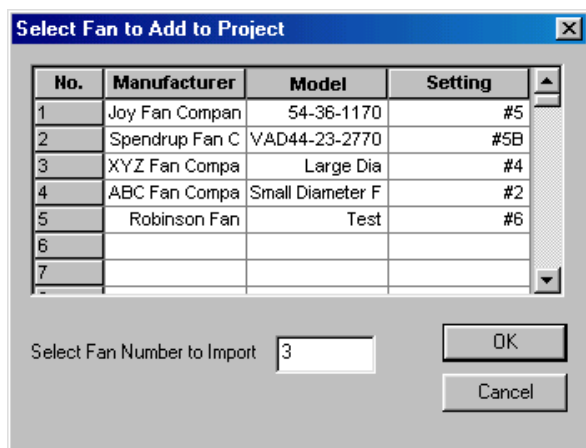 Select Fan to Add to Project
No. Manufacturer Model Setting
1 Joy Fan Compan 54-36-1170 #5
2 Spendrup Fan C VAD44-23-2770 #5B
3 XYZ Fan Compa Large Dia #4
4 ABC Fan Compa Small Diameter F #2
5 Robinson Fan Test #6
6
7
Select Fan Number to Import 3
OK
Cancel